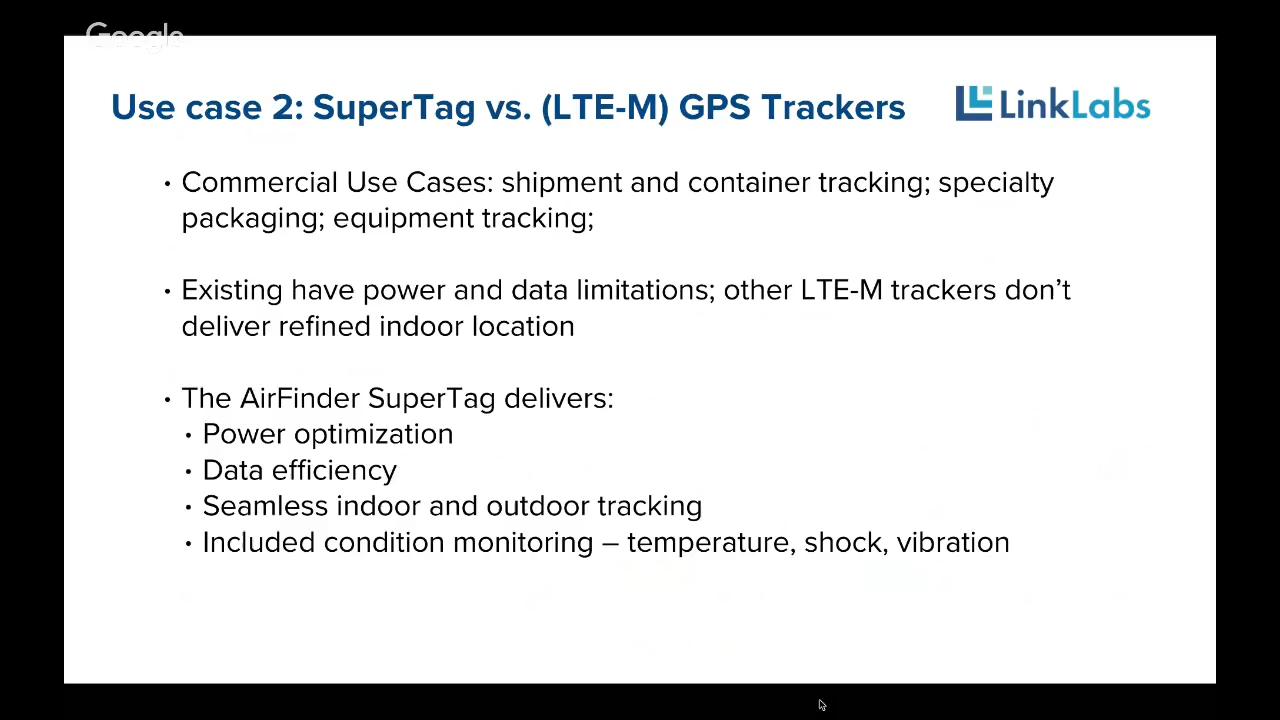 Google
Use case 2: SuperTag vs. (LTE-M) GPS Trackers
LinkLabs
• Commercial Use Cases: shipment and container tracking; specialty
packaging; equipment tracking;
• Existing have power and data limitations; other LTE-M trackers don’t
deliver refined indoor location
• The AirFinder SuperTag delivers:
• Power optimization
• Data efficiency
• Seamless indoor and outdoor tracking
• Included condition monitoring – temperature, shock, vibration